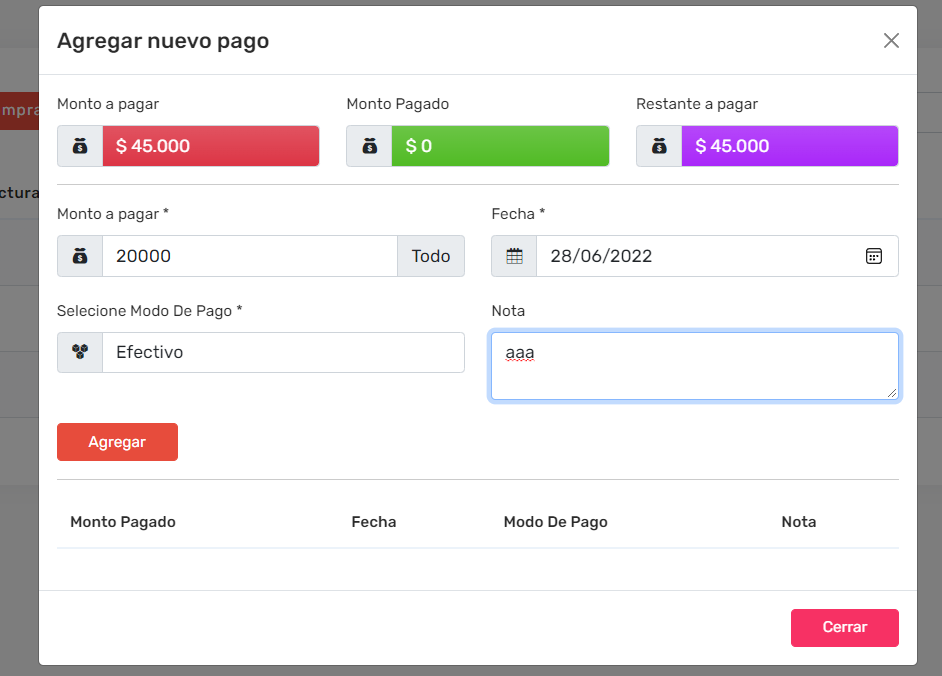 Agregar nuevo pago
Monto a pagar Monto Pagado Restante a pagar
$ 45.000 $ 0 $ 45.000
Monto a pagar * Fecha *
20000 Todo 28/06/2022
Selecione Modo De Pago * Nota
Efectivo aaa
Agregar
Monto Pagado Fecha Modo De Pago Nota
Cerrar
mpra
ctura